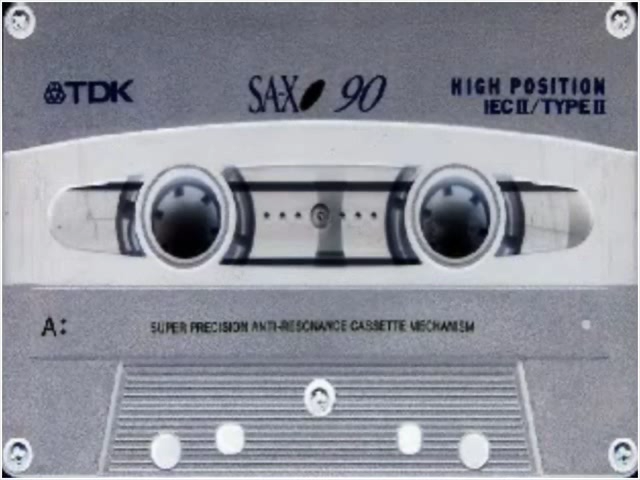 TDK SA-X 90 HIGH POSITION
IEC II / TYPE II
A: SUPER PRECISION ANTI-RESONANCE CASSETTE MECHANISM